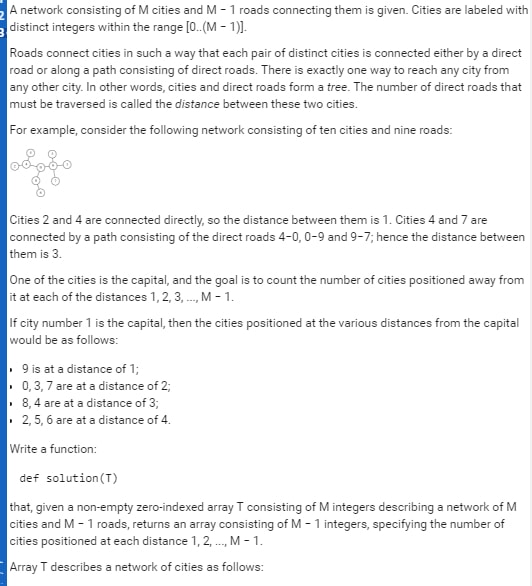 A network consisting of M cities and M - 1 roads connecting them is given. Cities are labeled with
distinct integers within the range [0..(M - 1)].
Roads connect cities in such a way that each pair of distinct cities is connected either by a direct
road or along a path consisting of direct roads. There is exactly one way to reach any city from
any other city. In other words, cities and direct roads form a tree. The number of direct roads that
must be traversed is called the distance between these two cities.
For example, consider the following network consisting of ten cities and nine roads:
Cities 2 and 4 are connected directly, so the distance between them is 1. Cities 4 and 7 are
connected by a path consisting of the direct roads 4-0, 0-9 and 9-7; hence the distance between
them is 3.
One of the cities is the capital, and the goal is to count the number of cities positioned away from
it at each of the distances 1, 2, 3, ..., M - 1.
If city number 1 is the capital, then the cities positioned at the various distances from the capital
would be as follows:
• 9 is at a distance of 1;
• 0, 3, 7 are at a distance of 2;
• 8, 4 are at a distance of 3;
• 2, 5, 6 are at a distance of 4.
Write a function:
def solution(T)
that, given a non-empty zero-indexed array T consisting of M integers describing a network of M
cities and M - 1 roads, returns an array consisting of M - 1 integers, specifying the number of
cities positioned at each distance 1, 2, ..., M - 1.
Array T describes a network of cities as follows: